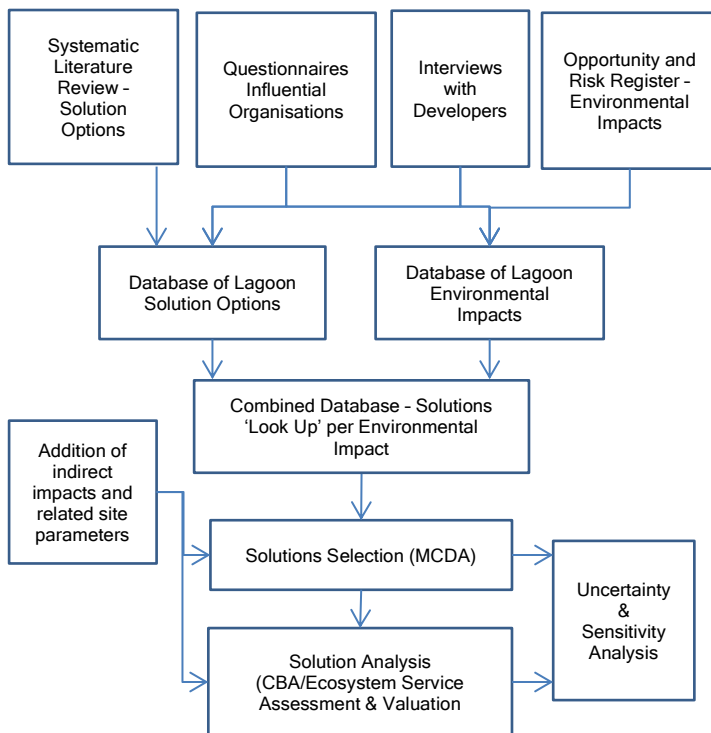 Systematic
Literature
Review –
Solution
Options
Questionnaires
Influential
Organisations
Interviews
with
Developers
Opportunity and
Risk Register –
Environmental
Impacts
Database of Lagoon
Solution Options
Database of Lagoon
Environmental
Impacts
Combined Database – Solutions
‘Look Up’ per Environmental
Impact
Addition of
indirect
impacts and
related site
parameters
Solutions Selection (MCDA)
Uncertainty
&
Sensitivity
Analysis
Solution Analysis
(CBA/Ecosystem Service
Assessment & Valuation